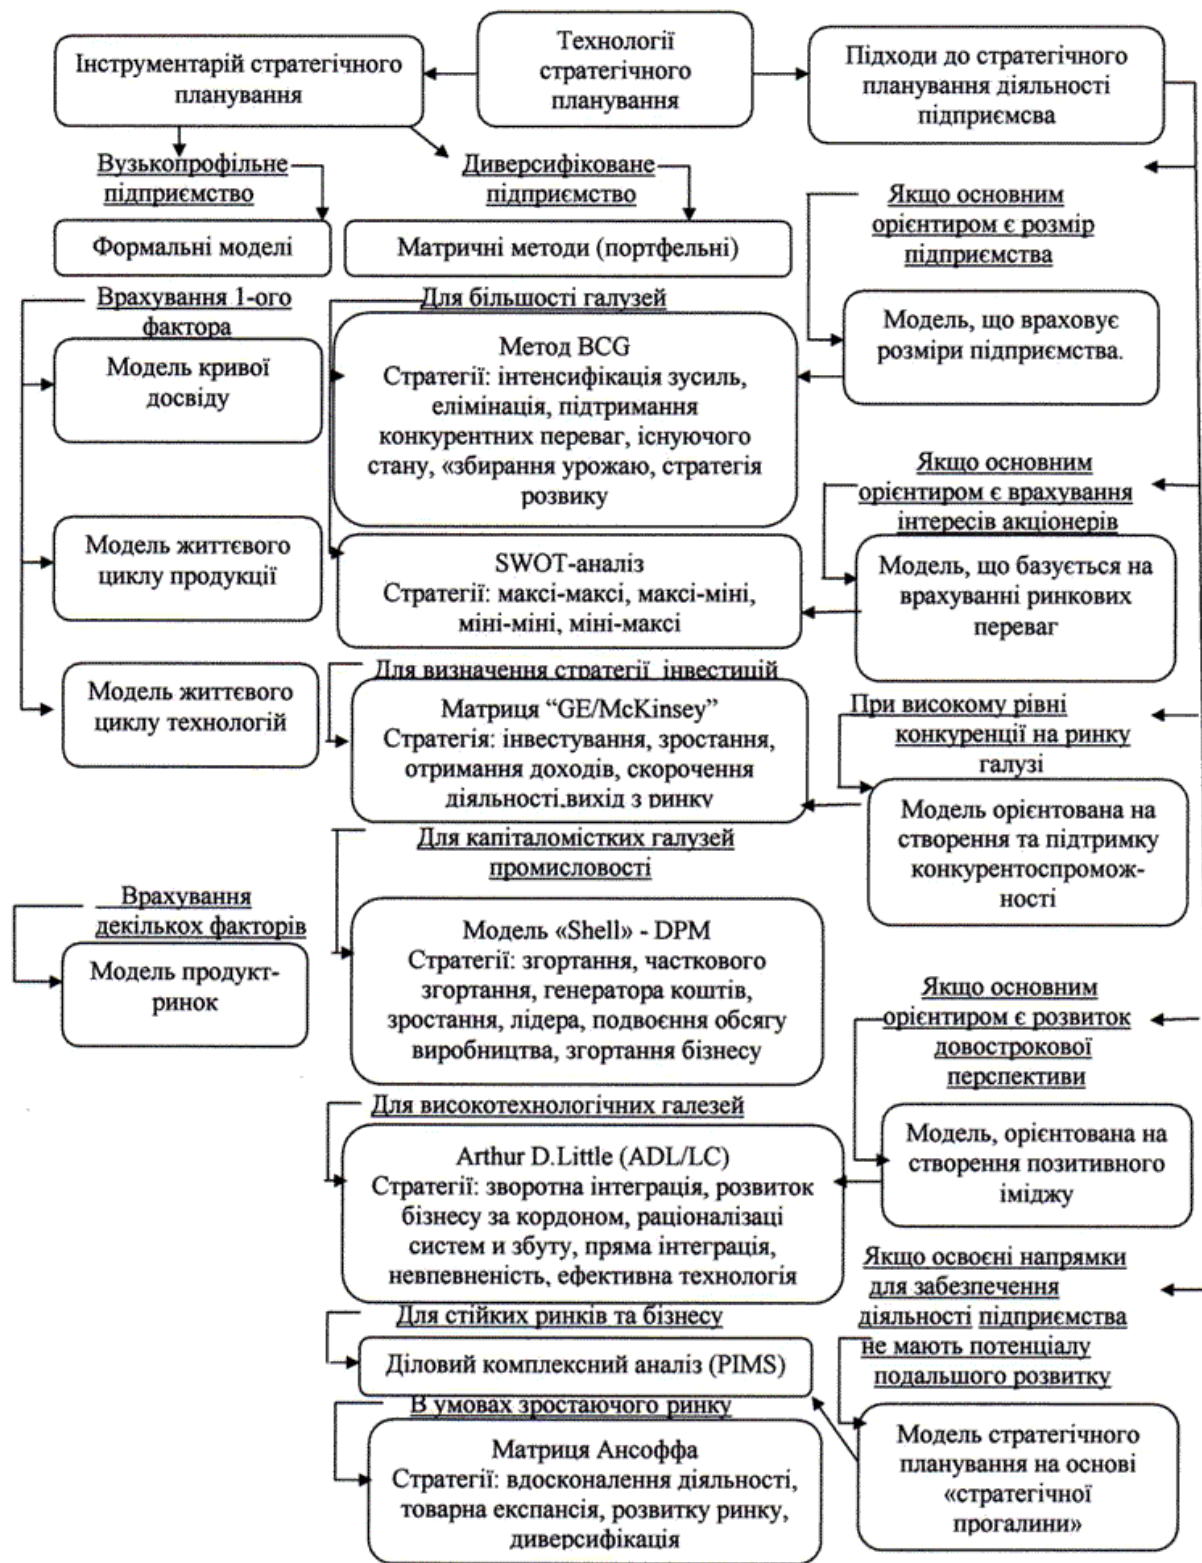 Технології
стратегічного
планування
Інструментарій стратегічного
планування
Підходи до стратегічного
планування діяльності
підприємсва
Вузькопрофільне
підприємство
Диверсифіковане
підприємство
Формальні моделі
Матричні методи (портфельні)
Врахування 1-ого
фактора
Модель кривої
досвіду
Модель життєвого
циклу продукції
Модель життєвого
циклу технологій
Врахування
декількох факторів
Модель продукт-
ринок
Для більшості галузей
Метод BCG
Стратегії: інтенсифікація зусиль,
елімінація, підтримання
конкурентних переваг, існуючого
стану, «збирання урожаю, стратегія
розвику
SWOT-аналіз
Стратегії: максі-максі, максі-міні,
міні-міні, міні-максі
Для визначення стратегії інвестицій
Матриця “GE/McKinsey”
Стратегія: інвестування, зростання,
отримання доходів, скорочення
діяльності,вихід з ринку
Для капіталомістких галузей
промисловості
Модель «Shell» - DPM
Стратегії: згортання, часткового
згортання, генератора коштів,
зростання, лідера, подвоєння обсягу
виробництва, згортання бізнесу
Для високотехнологічних галезей
Arthur D.Little (ADL/LC)
Стратегії: зворотна інтеграція, розвиток
бізнесу за кордоном, раціоналізаці
систем и збуту, пряма інтеграція,
невпевненість, ефективна технологія
Для стійких ринків та бізнесу
Діловий комплексний аналіз (PIMS)
В умовах зростаючого ринку
Матриця Ансоффа
Стратегії: вдосконалення діяльності,
товарна експансія, розвитку ринку,
диверсифікація
Якщо основним
орієнтиром є розмір
підприємства
Модель, що враховує
розміри підприємства.
Якщо основним
орієнтиром є врахування
інтересів акціонерів
Модель, що базується на
врахуванні ринкових
переваг
При високому рівні
конкуренції на ринку
галузі
Модель орієнтована на
створення та підтримку
конкурентоспромож-
ності
Якщо основним
орієнтиром є розвиток
довострокової
перспективи
Модель, орієнтована на
створення позитивного
іміджу
Якщо освоєні напрямки
для забезпечення
діяльності підприємства
не мають потенціалу
подальшого розвитку
Модель стратегічного
планування на основі
«стратегічної
прогалини»